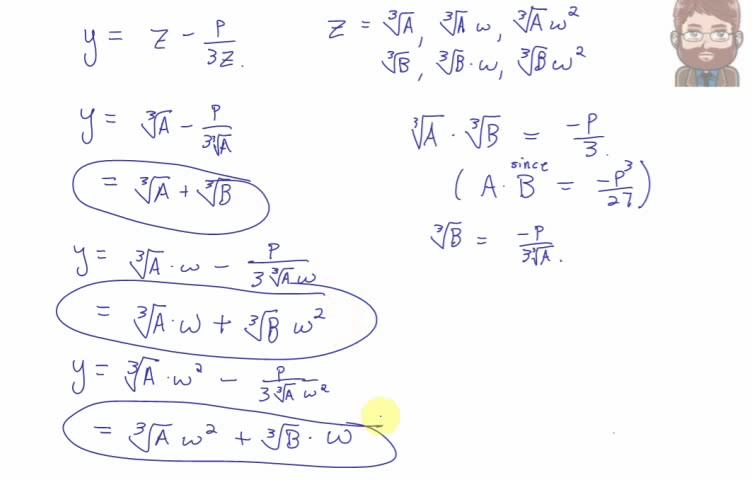 y = z - p/3z.
z = ∛A, ∛A ω, ∛A ω²
∛B, ∛B · ω, ∛B ω²
y = ∛A - p/3∛A
= ∛A + ∛B
∛A · ∛B = -p/3.
(since A · B = -p³/27)
∛B = -p/3∛A.
y = ∛A · ω - p/3∛A ω
= ∛A · ω + ∛B ω²
y = ∛A · ω² - p/3∛A ω²
= ∛A ω² + ∛B · ω